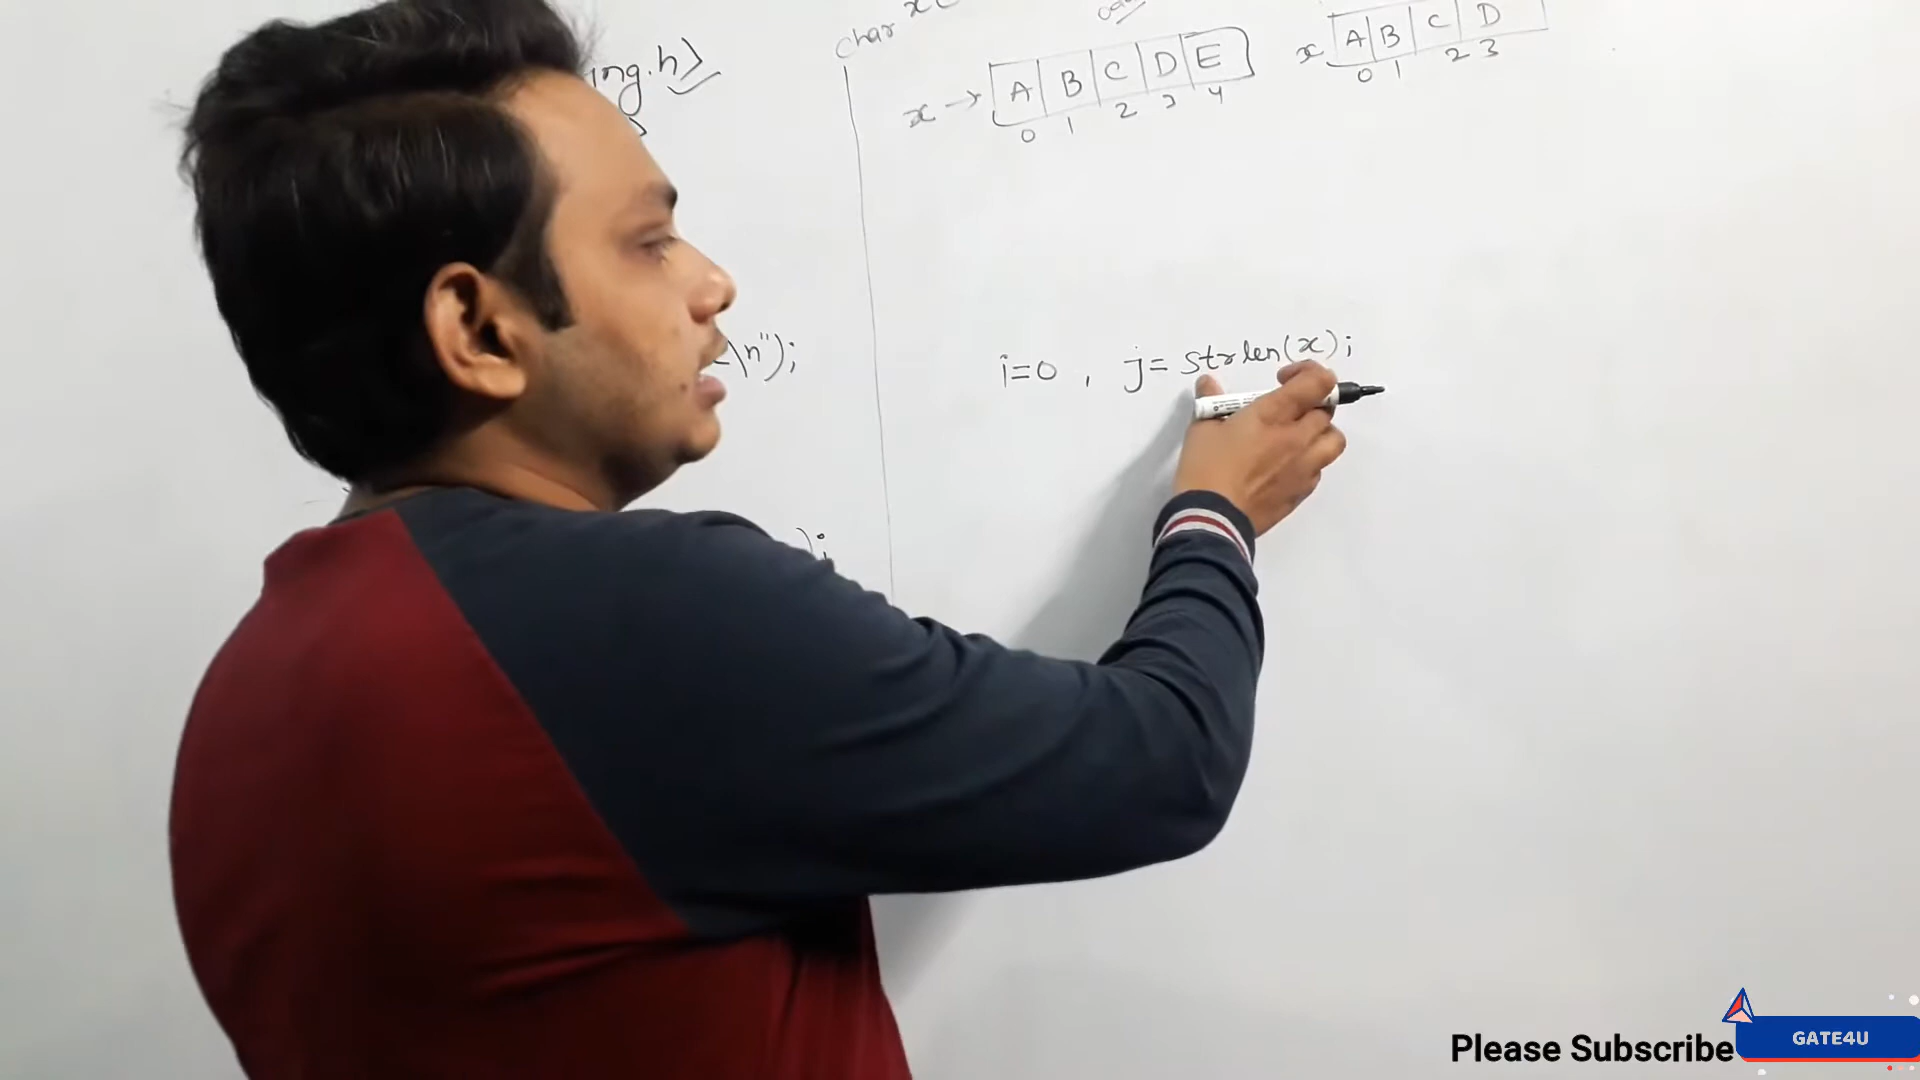 ing.h>
\n");
);
char x
x → A B C D E
0 1 2 3 4
x A B C D
0 1 2 3
i=0 , j= strlen(x);
Please Subscribe
GATE4U